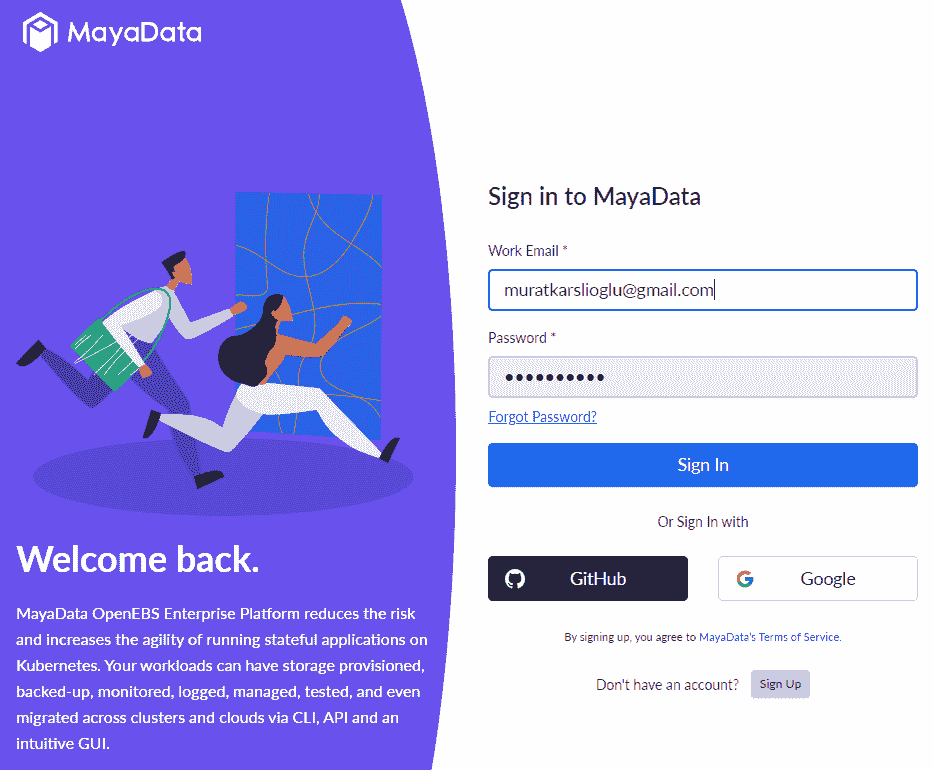 MayaData
Welcome back.
MayaData OpenEBS Enterprise Platform reduces the risk
and increases the agility of running stateful applications on
Kubernetes. Your workloads can have storage provisioned,
backed-up, monitored, logged, managed, tested, and even
migrated across clusters and clouds via CLI, API and an
intuitive GUI.
Sign in to MayaData
Work Email *
muratkarslioglu@gmail.com
Password *
••••••••••
Forgot Password?
Sign In
Or Sign In with
GitHub
Google
By signing up, you agree to MayaData's Terms of Service.
Don't have an account? Sign Up